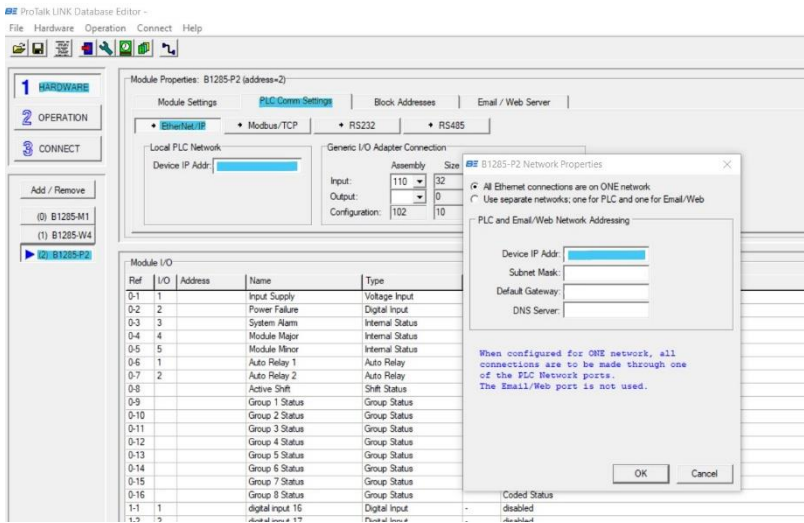 BE ProTalk LINK Database Editor -
File Hardware Operation Connect Help
1 HARDWARE
2 OPERATION
3 CONNECT
Add / Remove
(0) B1285-M1
(1) B1285-W4
(2) B1285-P2
Module Properties: B1285-P2 (address=2)
Module Settings PLC Comm Settings Block Addresses Email / Web Server
EtherNet/IP Modbus/TCP RS232 RS485
Local PLC Network
Device IP Addr:
Generic I/O Adapter Connection
Assembly Size
Input: 110 32
Output: - 0
Configuration: 102 10
Module I/O
Ref I/O Address Name Type
0-1 1 Input Supply Voltage Input
0-2 2 Power Failure Digital Input
0-3 3 System Alarm Internal Status
0-4 4 Module Major Internal Status
0-5 5 Module Minor Internal Status
0-6 1 Auto Relay 1 Auto Relay
0-7 2 Auto Relay 2 Auto Relay
0-8 Active Shift Shift Status
0-9 Group 1 Status Group Status
0-10 Group 2 Status Group Status
0-11 Group 3 Status Group Status
0-12 Group 4 Status Group Status
0-13 Group 5 Status Group Status
0-14 Group 6 Status Group Status
0-15 Group 7 Status Group Status
0-16 Group 8 Status Group Status Coded Status
1-1 1 digital input 16 Digital Input - disabled
1-2 2 digital input 17 Digital Input - disabled
BE B1285-P2 Network Properties
All Ethernet connections are on ONE network
Use separate networks; one for PLC and one for Email/Web
PLC and Email/Web Network Addressing
Device IP Addr:
Subnet Mask:
Default Gateway:
DNS Server:
When configured for ONE network, all
connections are to be made through one
of the PLC Network ports.
The Email/Web port is not used.
OK Cancel